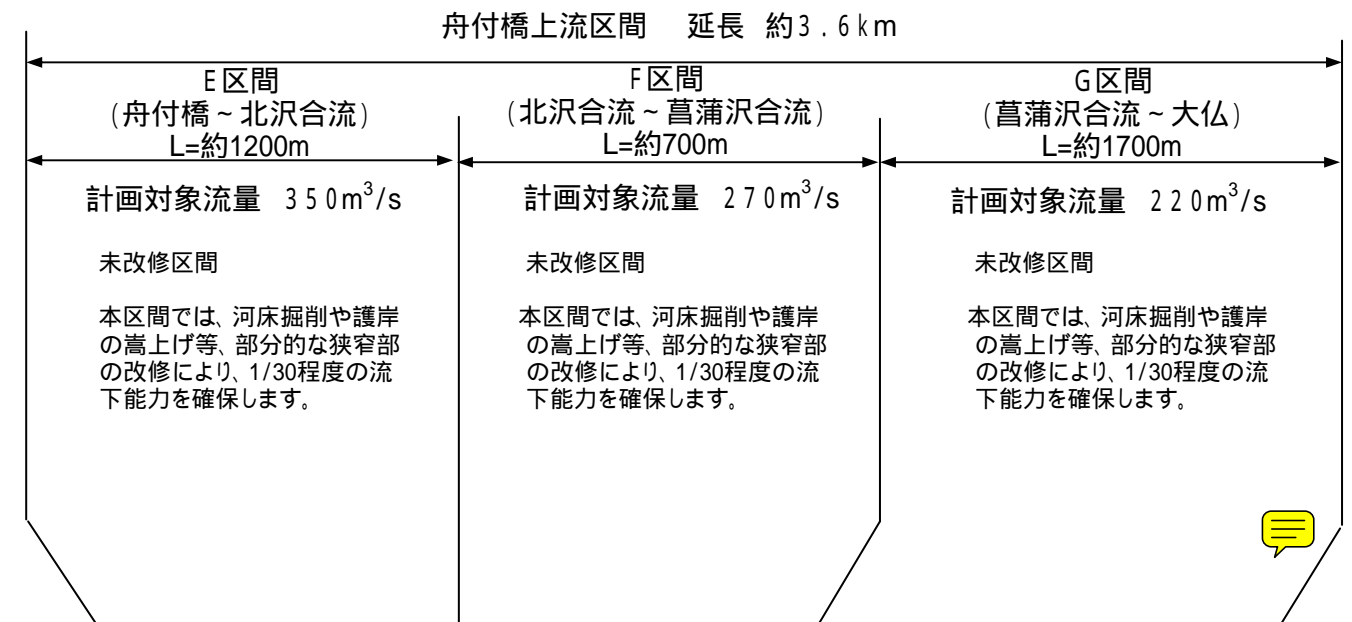 舟付橋上流区間 延長 約3.6km
E区間
(舟付橋~北沢合流)
L=約1200m
計画対象流量 350m³/s
未改修区間
本区間では、河床掘削や護岸
の嵩上げ等、部分的な狭窄部
の改修により、1/30程度の流
下能力を確保します。
F区間
(北沢合流~菖蒲沢合流)
L=約700m
計画対象流量 270m³/s
未改修区間
本区間では、河床掘削や護岸
の嵩上げ等、部分的な狭窄部
の改修により、1/30程度の流
下能力を確保します。
G区間
(菖蒲沢合流~大仏)
L=約1700m
計画対象流量 220m³/s
未改修区間
本区間では、河床掘削や護岸
の嵩上げ等、部分的な狭窄部
の改修により、1/30程度の流
下能力を確保します。